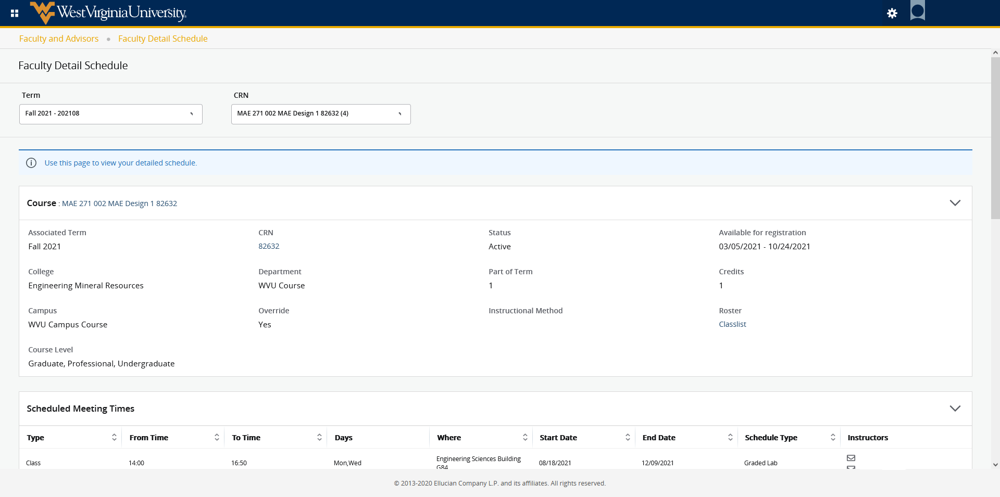 WestVirginiaUniversity.
Faculty and Advisors • Faculty Detail Schedule
Faculty Detail Schedule
Term CRN
Fall 2021 - 202108 MAE 271 002 MAE Design 1 82632 (4)
Use this page to view your detailed schedule.
Course : MAE 271 002 MAE Design 1 82632
Associated Term CRN Status Available for registration
Fall 2021 82632 Active 03/05/2021 - 10/24/2021
College Department Part of Term Credits
Engineering Mineral Resources WVU Course 1 1
Campus Override Instructional Method Roster
WVU Campus Course Yes Classlist
Course Level
Graduate, Professional, Undergraduate
Scheduled Meeting Times
Type From Time To Time Days Where Start Date End Date Schedule Type Instructors
Class 14:00 16:50 Mon,Wed Engineering Sciences Building 08/18/2021 12/09/2021 Graded Lab
G84
© 2013-2020 Ellucian Company L.P. and its affiliates. All rights reserved.